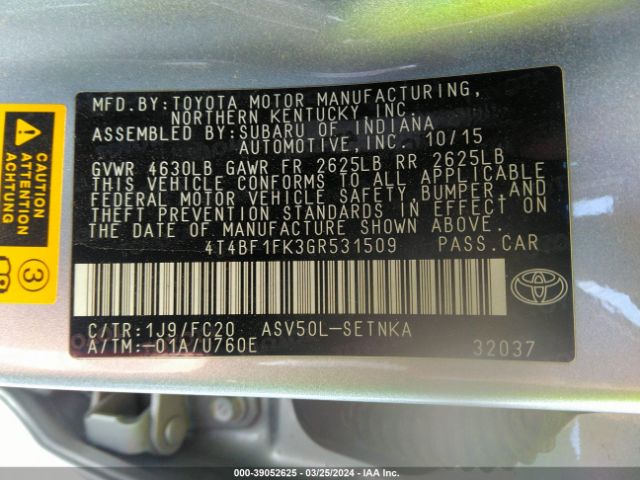 MFD.BY:TOYOTA MOTOR MANUFACTURING,
NORTHERN KENTUCKY INC.
ASSEMBLED BY:SUBARU OF INDIANA
AUTOMOTIVE,INC. 10/15
GVWR 4630LB GAWR FR 2625LB RR 2625LB
THIS VEHICLE CONFORMS TO ALL APPLICABLE
FEDERAL MOTOR VEHICLE SAFETY,BUMPER,AND
THEFT PREVENTION STANDARDS IN EFFECT ON
THE DATE OF MANUFACTURE SHOWN ABOVE.
4T4BF1FK3GR531509 PASS.CAR
C/TR:1J9/FC20 ASV50L-SETNKA
A/TM:-01A/U760E 32037
3
000-39052625 - 03/25/2024 - IAA Inc.